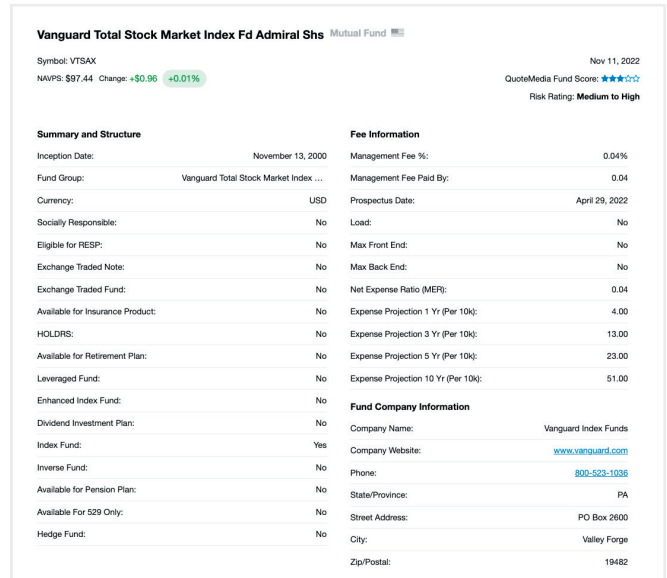 Vanguard Total Stock Market Index Fd Admiral Shs Mutual Fund
Symbol: VTSAX Nov 11, 2022
NAVPS: $97.44 Change: +$0.96 +0.01% QuoteMedia Fund Score: ★★★☆☆
Risk Rating: Medium to High
Summary and Structure
Inception Date: November 13, 2000
Fund Group: Vanguard Total Stock Market Index ...
Currency: USD
Socially Responsible: No
Eligible for RESP: No
Exchange Traded Note: No
Exchange Traded Fund: No
Available for Insurance Product: No
HOLDRS: No
Available for Retirement Plan: No
Leveraged Fund: No
Enhanced Index Fund: No
Dividend Investment Plan: No
Index Fund: Yes
Inverse Fund: No
Available for Pension Plan: No
Available For 529 Only: No
Hedge Fund: No
Fee Information
Management Fee %: 0.04%
Management Fee Paid By: 0.04
Prospectus Date: April 29, 2022
Load: No
Max Front End: No
Max Back End: No
Net Expense Ratio (MER): 0.04
Expense Projection 1 Yr (Per 10k): 4.00
Expense Projection 3 Yr (Per 10k): 13.00
Expense Projection 5 Yr (Per 10k): 23.00
Expense Projection 10 Yr (Per 10k): 51.00
Fund Company Information
Company Name: Vanguard Index Funds
Company Website: www.vanguard.com
Phone: 800-523-1036
State/Province: PA
Street Address: PO Box 2600
City: Valley Forge
Zip/Postal: 19482